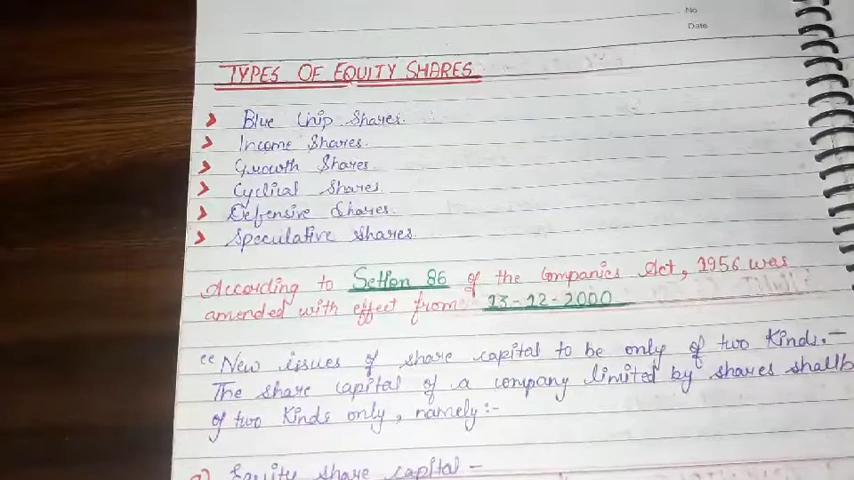 No
Date
TYPES OF EQUITY SHARES
Blue Chip Shares.
Income Shares.
Growth Shares.
Cyclical Shares
Defensive Shares.
Speculative Shares.
According to Section 86 of the Companies Act, 1956 was
amended with effect from 13-12-2000
"New issues of share capital to be only of two Kinds.-
The share capital of a company limited by shares shallb
of two Kinds only, namely:-
a) Equity share capital -